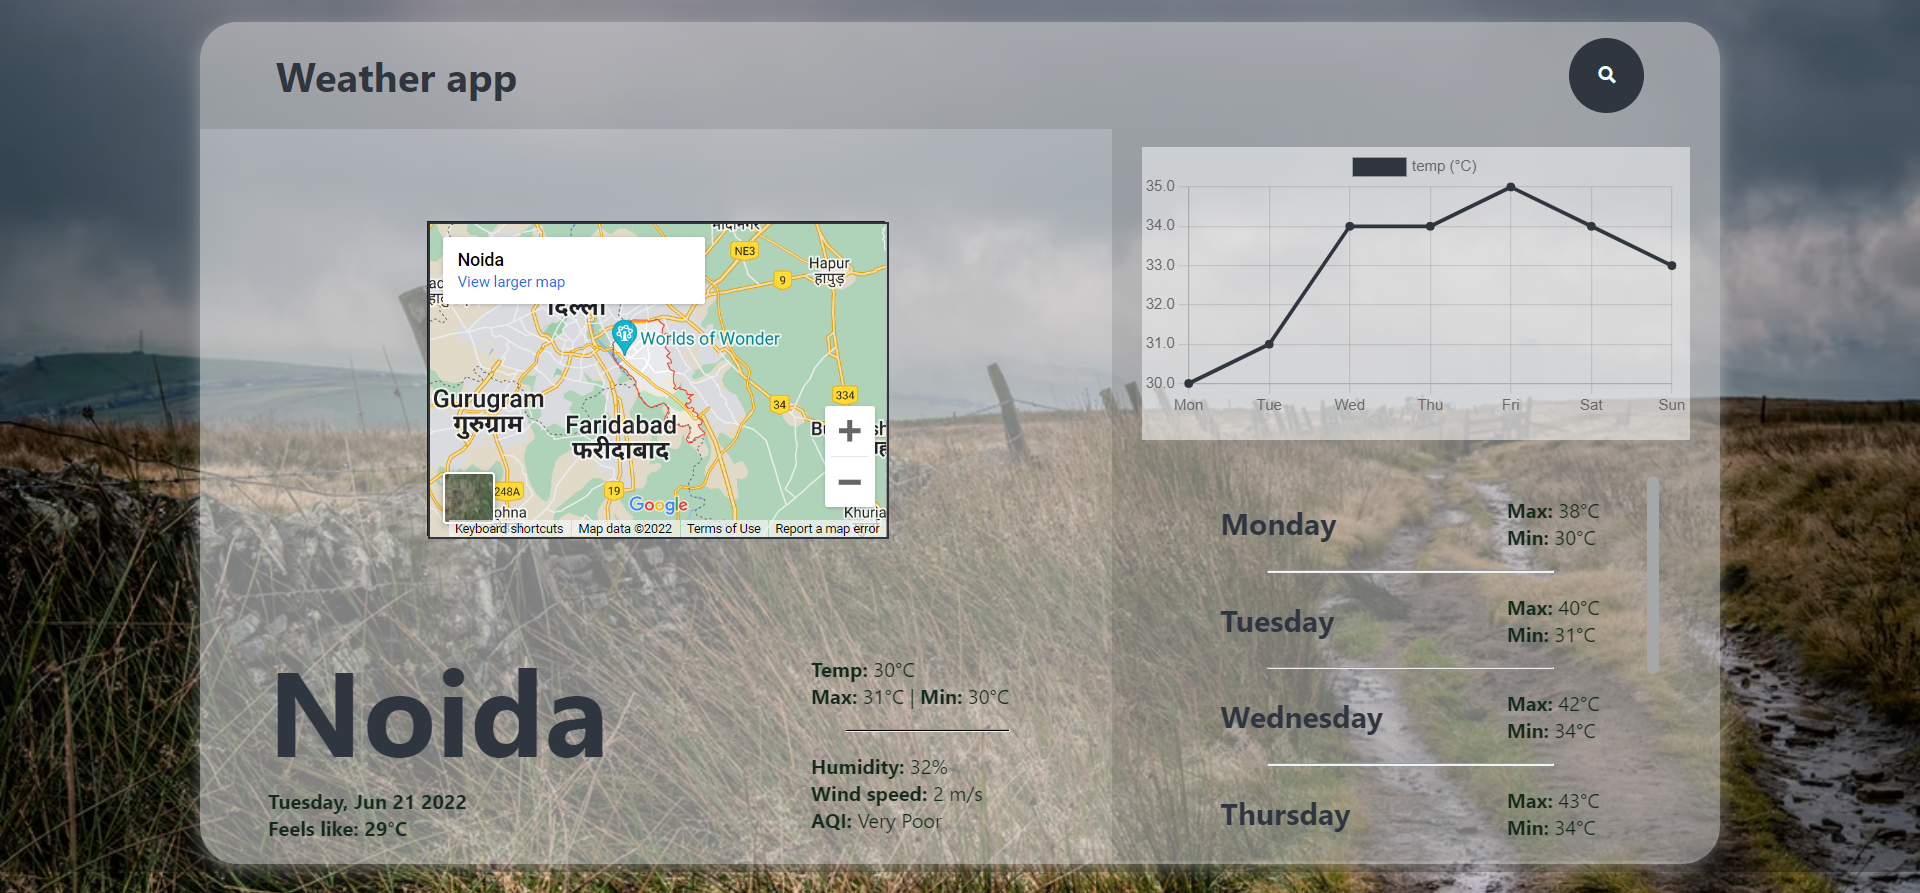 Weather app
Noida
View larger map
दिल्ली
NE3
Hapur
हापुड़
9
Worlds of Wonder
334
34
Gurugram
गुरुग्राम
Faridabad
फरीदाबाद
248A
19
Google
Khurja
Keyboard shortcuts
Map data ©2022
Terms of Use
Report a map error
Noida
Tuesday, Jun 21 2022
Feels like: 29°C
Temp: 30°C
Max: 31°C | Min: 30°C
Humidity: 32%
Wind speed: 2 m/s
AQI: Very Poor
temp (°C)
35.0
34.0
33.0
32.0
31.0
30.0
Mon Tue Wed Thu Fri Sat Sun
Monday
Max: 38°C
Min: 30°C
Tuesday
Max: 40°C
Min: 31°C
Wednesday
Max: 42°C
Min: 34°C
Thursday
Max: 43°C
Min: 34°C